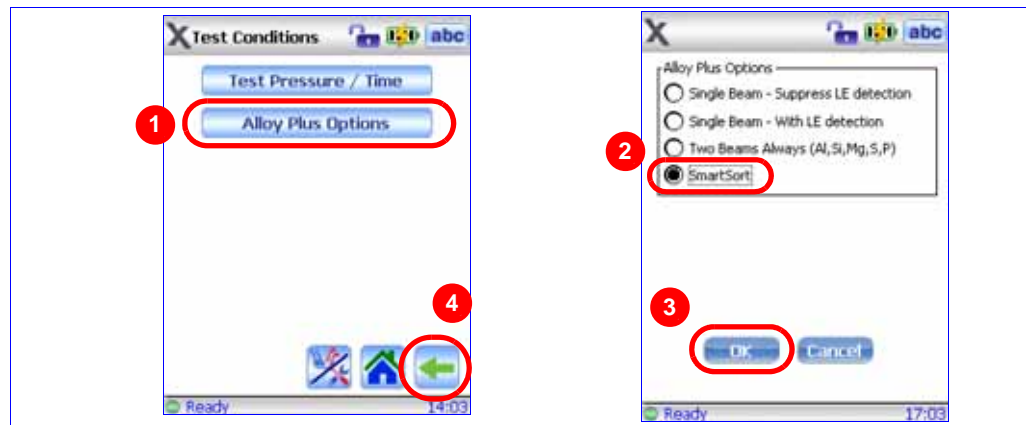 Test Conditions abc
Test Pressure / Time
1
Alloy Plus Options
4
Ready 14:03
abc
Alloy Plus Options
Single Beam - Suppress LE detection
Single Beam - With LE detection
2
Two Beams Always (Al,Si,Mg,S,P)
SmartSort
3
OK Cancel
Ready 17:03